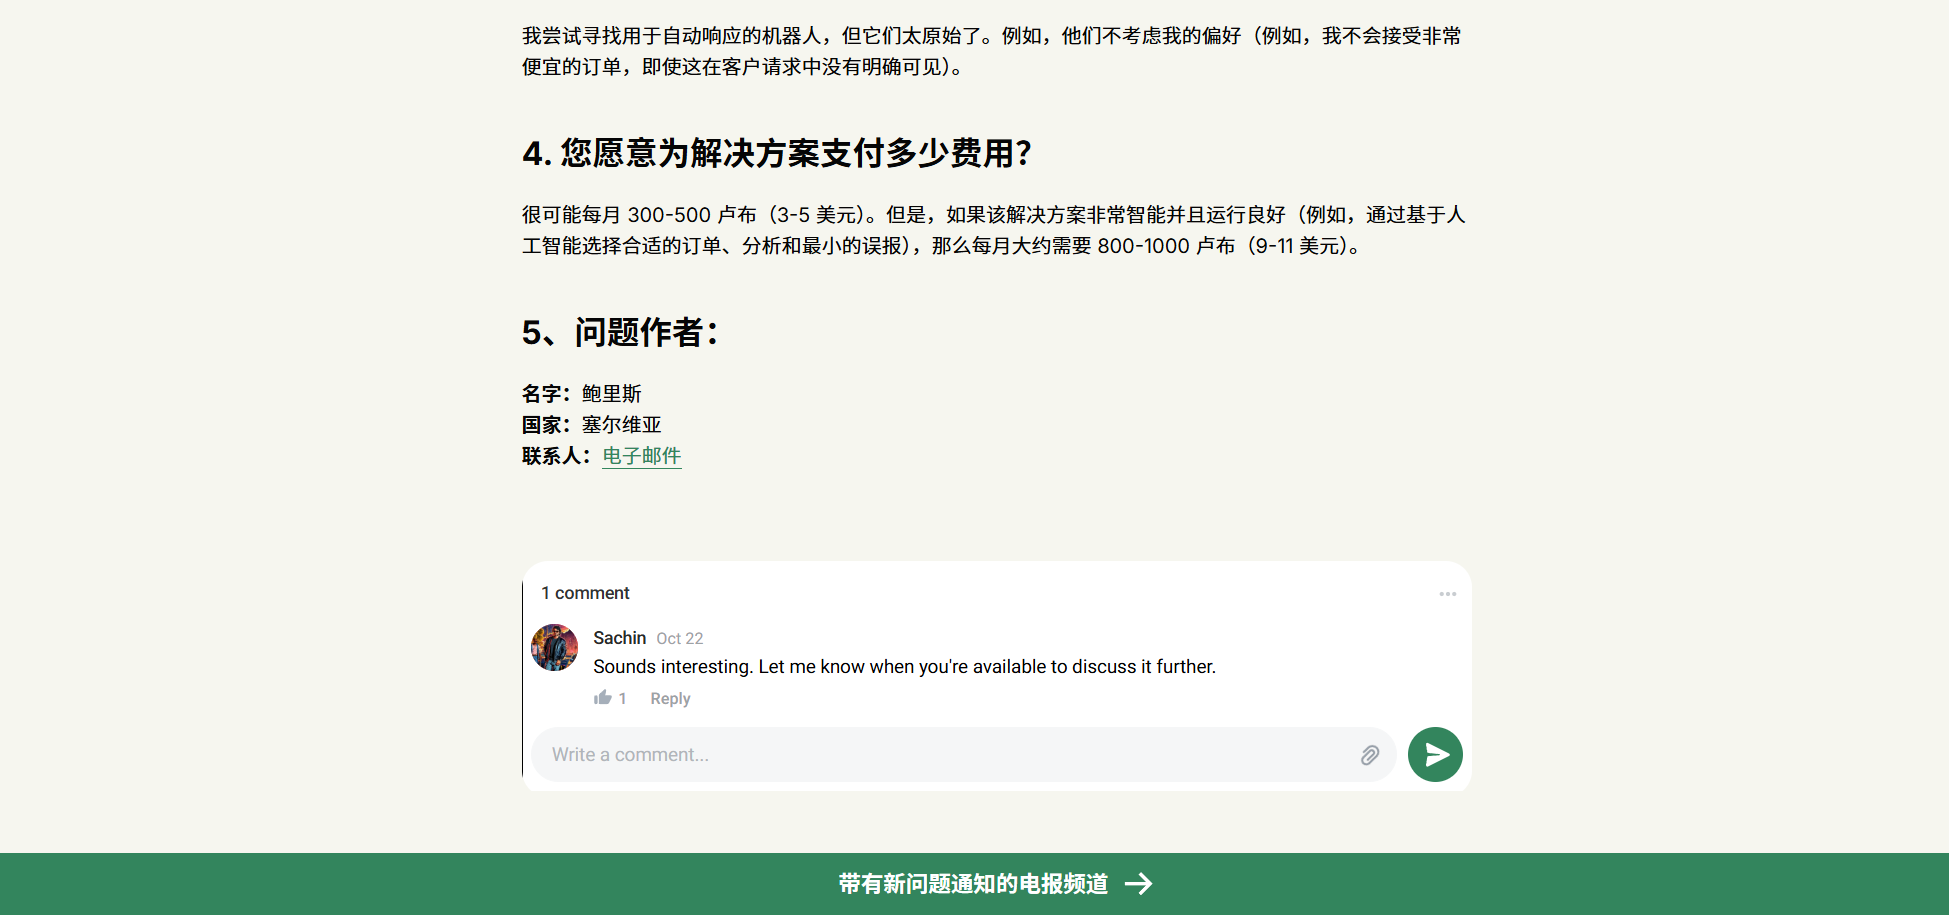 我尝试寻找用于自动响应的机器人，但它们太原始了。例如，他们不考虑我的偏好（例如，我不会接受非常
便宜的订单，即使这在客户请求中没有明确可见）。
4. 您愿意为解决方案支付多少费用？
很可能每月 300-500 卢布（3-5 美元）。但是，如果该解决方案非常智能并且运行良好（例如，通过基于人
工智能选择合适的订单、分析和最小的误报），那么每月大约需要 800-1000 卢布（9-11 美元）。
5、问题作者：
名字：鲍里斯
国家：塞尔维亚
联系人：电子邮件
1 comment
Sachin Oct 22
Sounds interesting. Let me know when you're available to discuss it further.
1 Reply
Write a comment...
带有新问题通知的电报频道